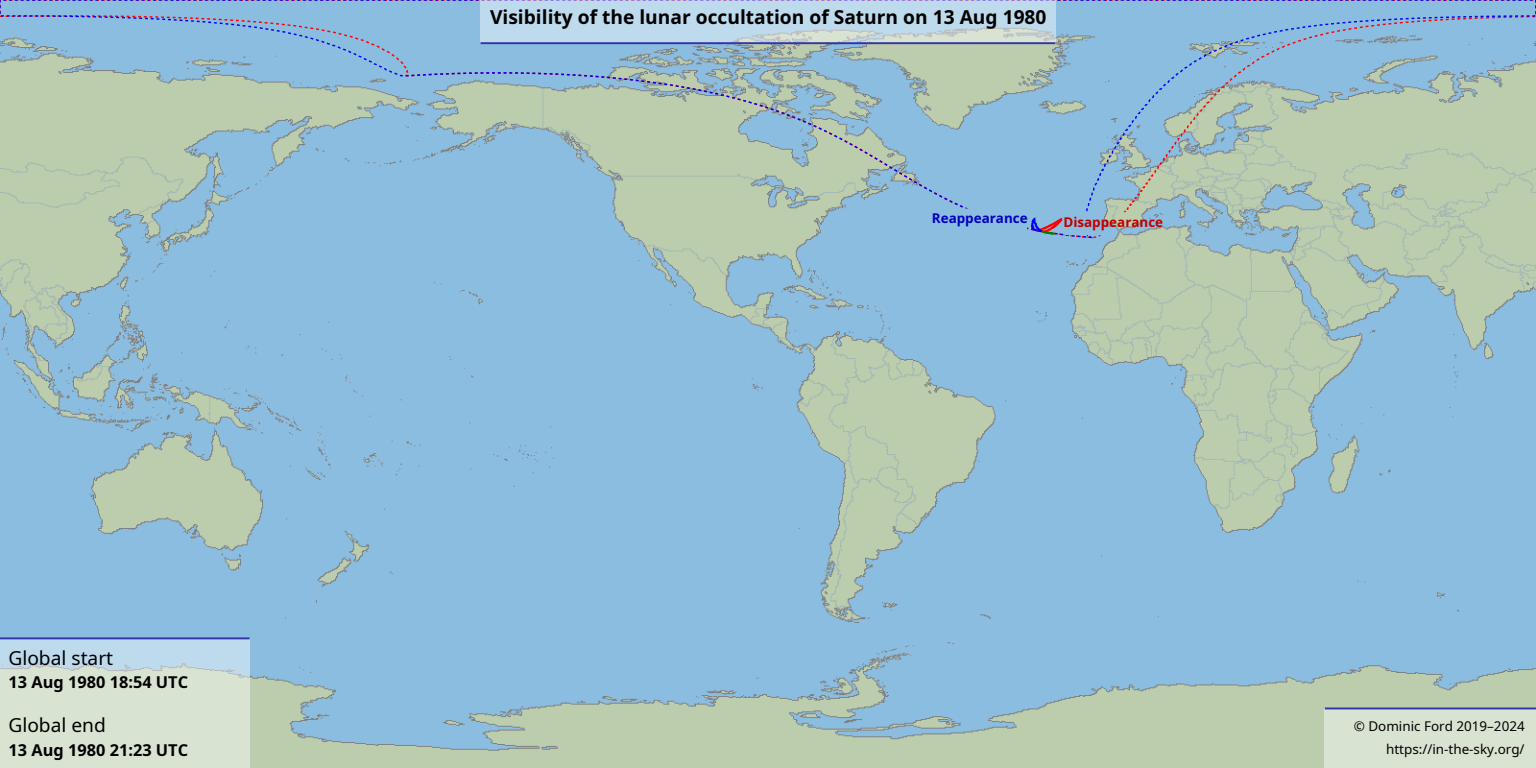 Visibility of the lunar occultation of Saturn on 13 Aug 1980
Reappearance
Disappearance
Global start
13 Aug 1980 18:54 UTC
Global end
13 Aug 1980 21:23 UTC
© Dominic Ford 2019–2024
https://in-the-sky.org/